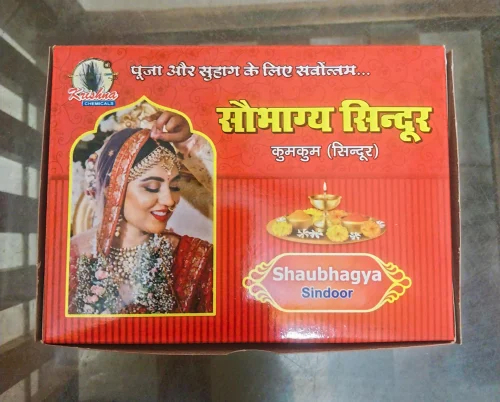 Krishna
CHEMICALS
पूजा और सुहाग के लिए सर्वोत्तम...
सौभाग्य सिन्दूर
कुमकुम (सिन्दूर)
Shaubhagya
Sindoor